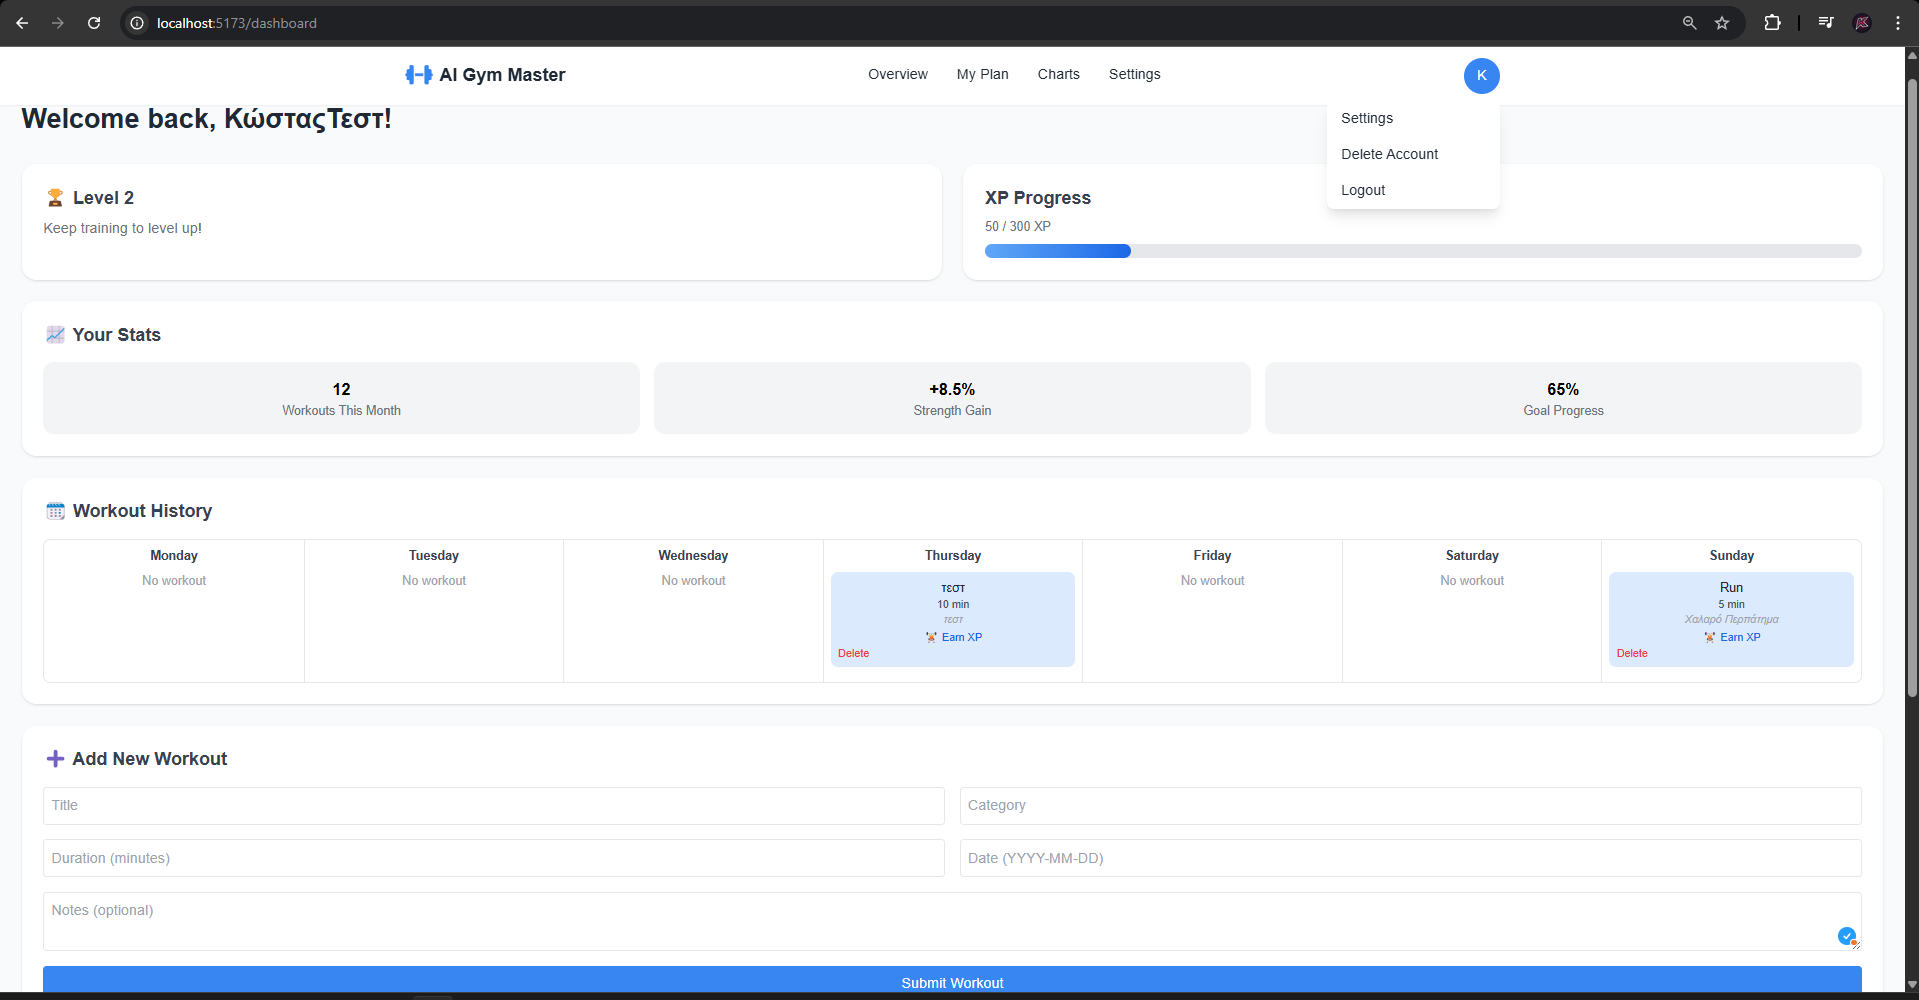 localhost:5173/dashboard
AI Gym Master
Overview
My Plan
Charts
Settings
K
Settings
Delete Account
Logout
Welcome back, ΚώσταςΤεστ!
🏆 Level 2
Keep training to level up!
XP Progress
50 / 300 XP
📈 Your Stats
12
Workouts This Month
+8.5%
Strength Gain
65%
Goal Progress
📅 Workout History
Monday
No workout
Tuesday
No workout
Wednesday
No workout
Thursday
τεστ
10 min
τεστ
🏋️ Earn XP
Delete
Friday
No workout
Saturday
No workout
Sunday
Run
5 min
Χαλαρό Περπάτημα
🏋️ Earn XP
Delete
➕ Add New Workout
Title
Category
Duration (minutes)
Date (YYYY-MM-DD)
Notes (optional)
Submit Workout